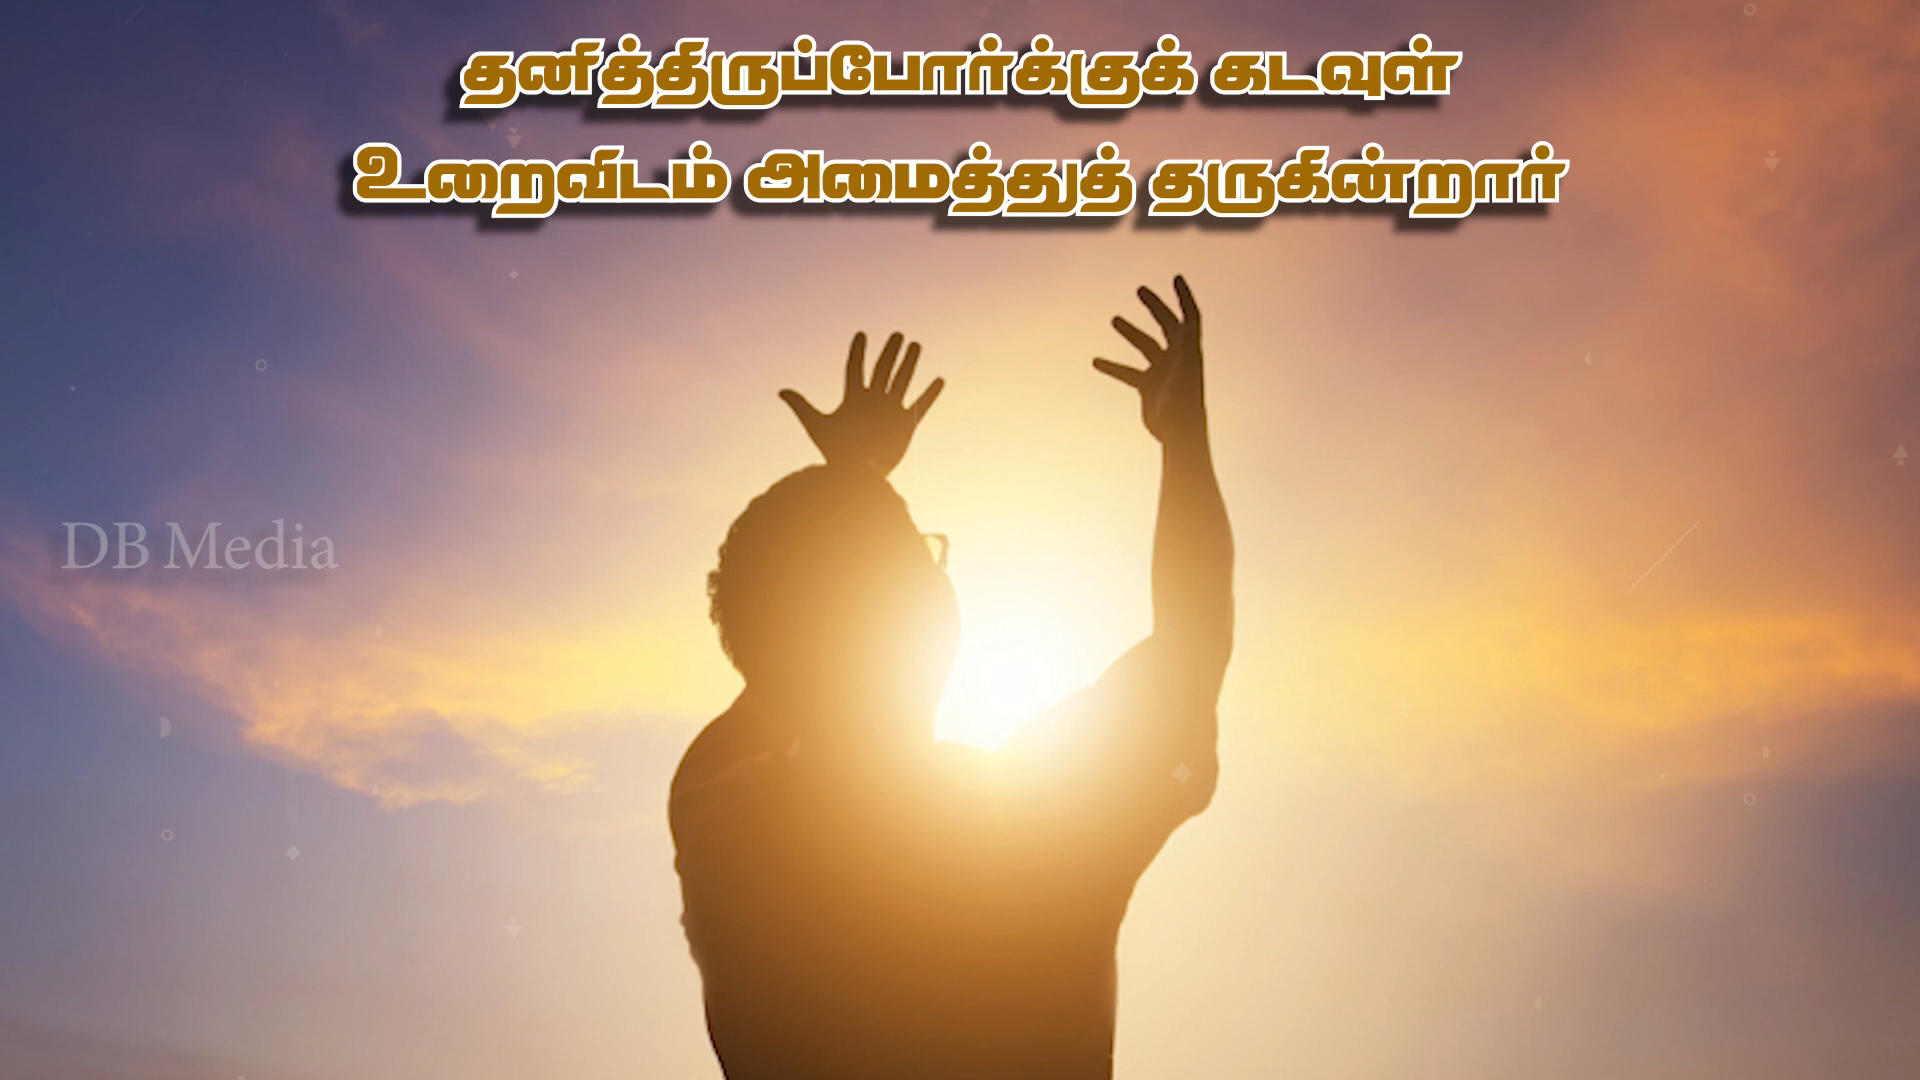 தனித்திருப்போர்க்குக் கடவுள்
உறைவிடம் அமைத்துத் தருகின்றார்
DB Media